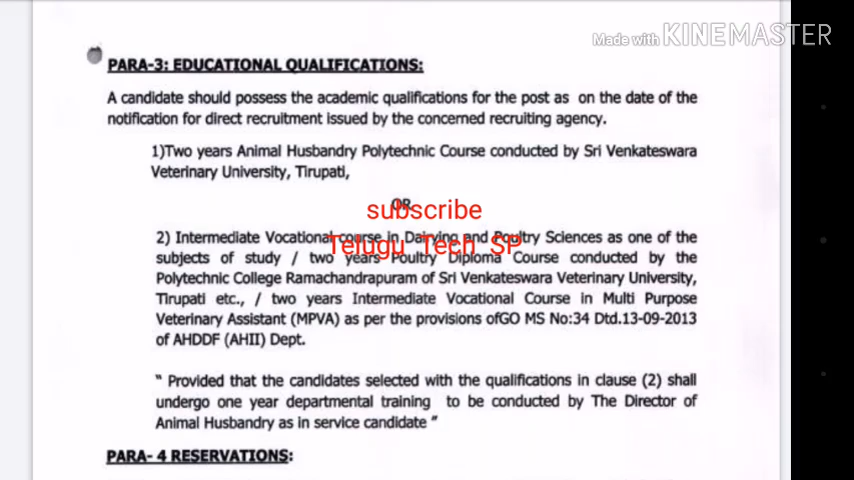 Made with KINEMASTER
PARA-3: EDUCATIONAL QUALIFICATIONS:
A candidate should possess the academic qualifications for the post as on the date of the
notification for direct recruitment issued by the concerned recruiting agency.
1)Two years Animal Husbandry Polytechnic Course conducted by Sri Venkateswara
Veterinary University, Tirupati,
OR
subscribe
2) Intermediate Vocational course in Dairying and Poultry Sciences as one of the
Telugu Tech SP
subjects of study / two years Poultry Diploma Course conducted by the
Polytechnic College Ramachandrapuram of Sri Venkateswara Veterinary University,
Tirupati etc., / two years Intermediate Vocational Course in Multi Purpose
Veterinary Assistant (MPVA) as per the provisions ofGO MS No:34 Dtd.13-09-2013
of AHDDF (AHII) Dept.
" Provided that the candidates selected with the qualifications in clause (2) shall
undergo one year departmental training to be conducted by The Director of
Animal Husbandry as in service candidate "
PARA- 4 RESERVATIONS: